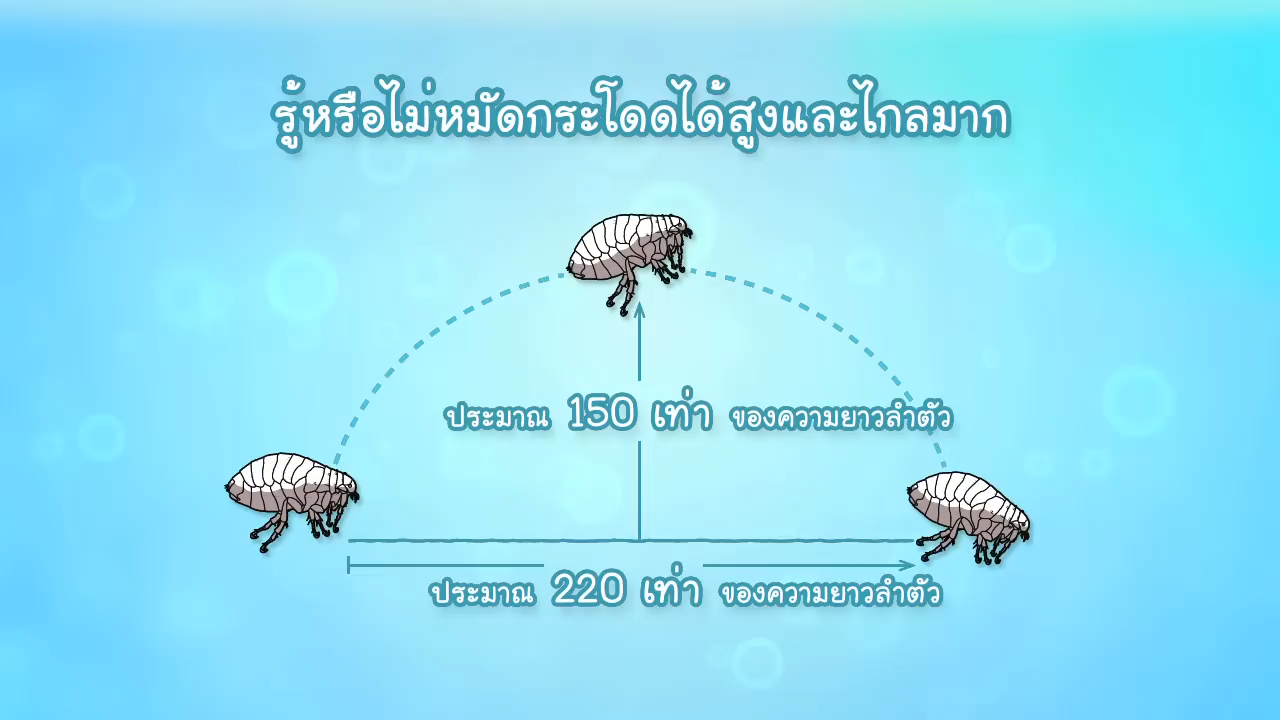 รู้หรือไม่หมัดกระโดดได้สูงและไกลมาก
ประมาณ 150 เท่า ของความยาวลำตัว
ประมาณ 220 เท่า ของความยาวลำตัว